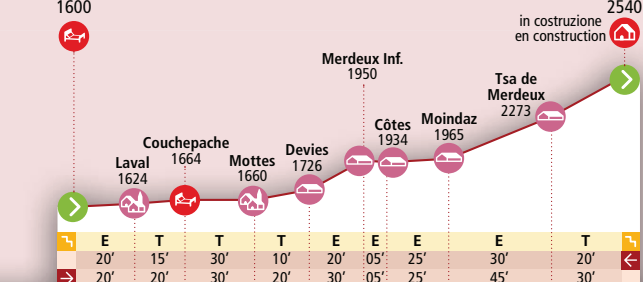 1600
2540
in costruzione
en construction
Merdeux Inf.
1950
Tsa de
Merdeux
2273
Côtes
1934
Moindaz
1965
Couchepache
1664
Devies
1726
Laval
1624
Mottes
1660
E T T T E E E E T
20’ 15’ 30’ 10’ 20’ 05’ 25’ 30’ 20’
20’ 20’ 30’ 20’ 30’ 05’ 25’ 45’ 30’